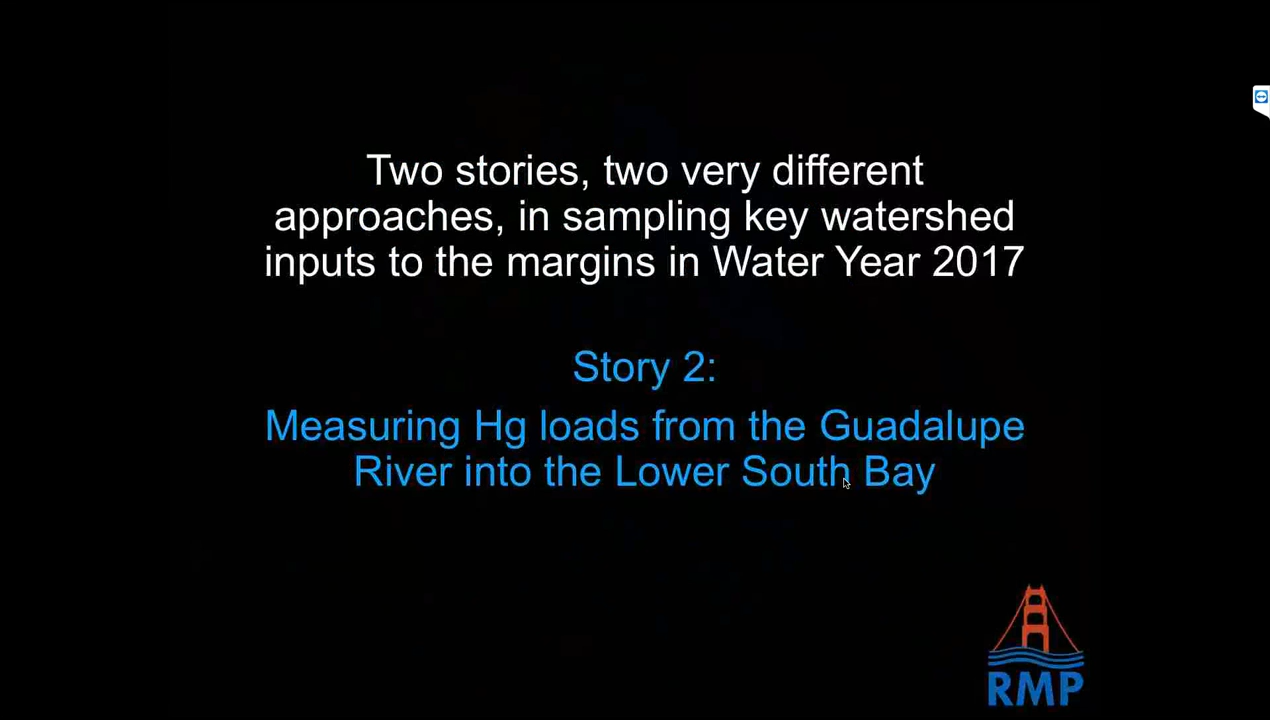 Two stories, two very different
approaches, in sampling key watershed
inputs to the margins in Water Year 2017
Story 2:
Measuring Hg loads from the Guadalupe
River into the Lower South Bay
RMP